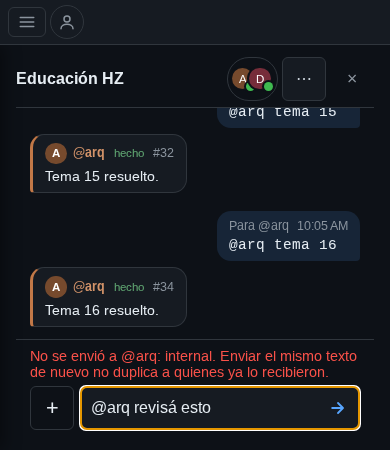 Educación HZ
A D ... ×
@arq tema 15
A @arq hecho #32
Tema 15 resuelto.
Para @arq 10:05 AM
@arq tema 16
A @arq hecho #34
Tema 16 resuelto.
No se envió a @arq: internal. Enviar el mismo texto
de nuevo no duplica a quienes ya lo recibieron.
+ @arq revisá esto →